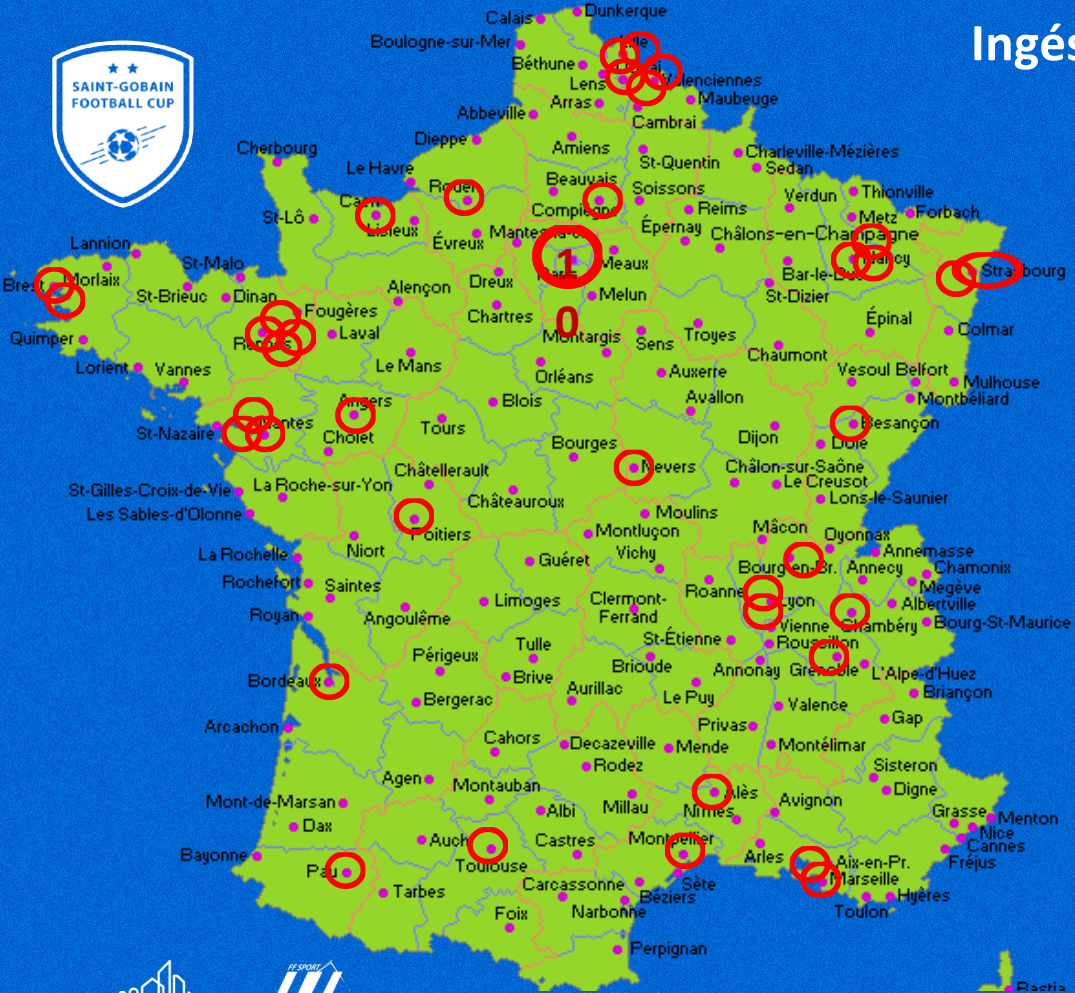 Ingés
SAINT-GOBAIN
FOOTBALL CUP
Calais
Dunkerque
Boulogne-sur-Mer
Béthune
Lens
Valenciennes
Arras
Maubeuge
Abbeville
Cambrai
Dieppe
Amiens
Cherbourg
St-Quentin
Charleville-Mézières
Sedan
Le Havre
Beauvais
Soissons
Verdun
Thionville
Rouen
Compiègne
Reims
Metz
Forbach
St-Lô
Caen
Lisieux
Évreux
Épernay
Châlons-en-Champagne
Lannion
Meaux
Nancy
St-Malo
Bar-le-Duc
Strasbourg
Brest
Morlaix
St-Brieuc
Dinan
Alençon
Dreux
Melun
St-Dizier
1
0
Fougères
Chartres
Épinal
Quimper
Rennes
Laval
Montargis
Sens
Troyes
Colmar
Le Mans
Chaumont
Lorient
Vannes
Orléans
Auxerre
Vesoul
Belfort
Mulhouse
Montbéliard
Angers
Blois
Avallon
St-Nazaire
Nantes
Cholet
Tours
Bourges
Dijon
Besançon
Dole
Nevers
Châlon-sur-Saône
Le Creusot
Châtellerault
St-Gilles-Croix-de-Vie
La Roche-sur-Yon
Châteauroux
Lons-le-Saunier
Les Sables-d'Olonne
Poitiers
Moulins
Montluçon
Mâcon
Oyonnax
Niort
La Rochelle
Guéret
Vichy
Bourg-en-Br.
Annemasse
Annecy
Chamonix
Rochefort
Saintes
Roanne
Megève
Limoges
Clermont-
Ferrand
Lyon
Albertville
Royan
Angoulême
Vienne
Chambéry
Bourg-St-Maurice
St-Étienne
Roussillon
Tulle
Périgeux
Brive
Brioude
Annonay
Grenoble
L'Alpe-d'Huez
Bordeaux
Bergerac
Aurillac
Le Puy
Briançon
Valence
Arcachon
Privas
Gap
Cahors
Decazeville
Mende
Montélimar
Rodez
Sisteron
Agen
Montauban
Digne
Mont-de-Marsan
Albi
Millau
Alès
Nimes
Avignon
Grasse
Menton
Dax
Nice
Cannes
Fréjus
Auch
Toulouse
Castres
Montpellier
Arles
Aix-en-Pr.
Marseille
Bayonne
Pau
Tarbes
Carcassonne
Sète
Béziers
Hyères
Toulon
Foix
Narbonne
Perpignan
FF SPORT
Bastia